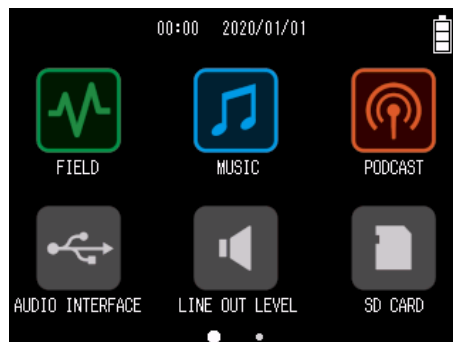 00:00 2020/01/01
FIELD MUSIC PODCAST
AUDIO INTERFACE LINE OUT LEVEL SD CARD